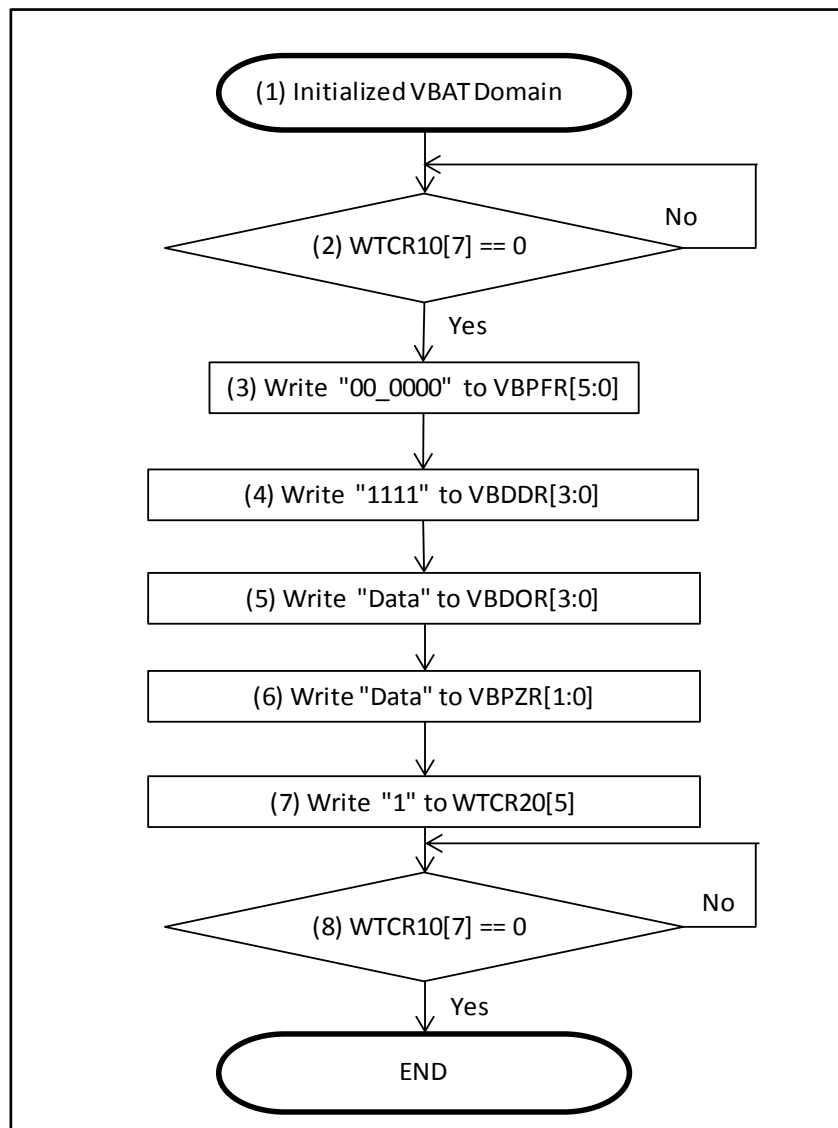 (1) Initialized VBAT Domain
No
(2) WTCR10[7] == 0
Yes
(3) Write "00_0000" to VBPFR[5:0]
(4) Write "1111" to VBDDR[3:0]
(5) Write "Data" to VBDOR[3:0]
(6) Write "Data" to VBPZR[1:0]
(7) Write "1" to WTCR20[5]
No
(8) WTCR10[7] == 0
Yes
END